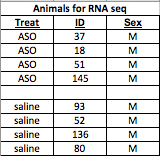 Animals for RNA seq
Treat ID Sex
ASO 37 M
ASO 18 M
ASO 51 M
ASO 145 M
saline 93 M
saline 52 M
saline 136 M
saline 80 M